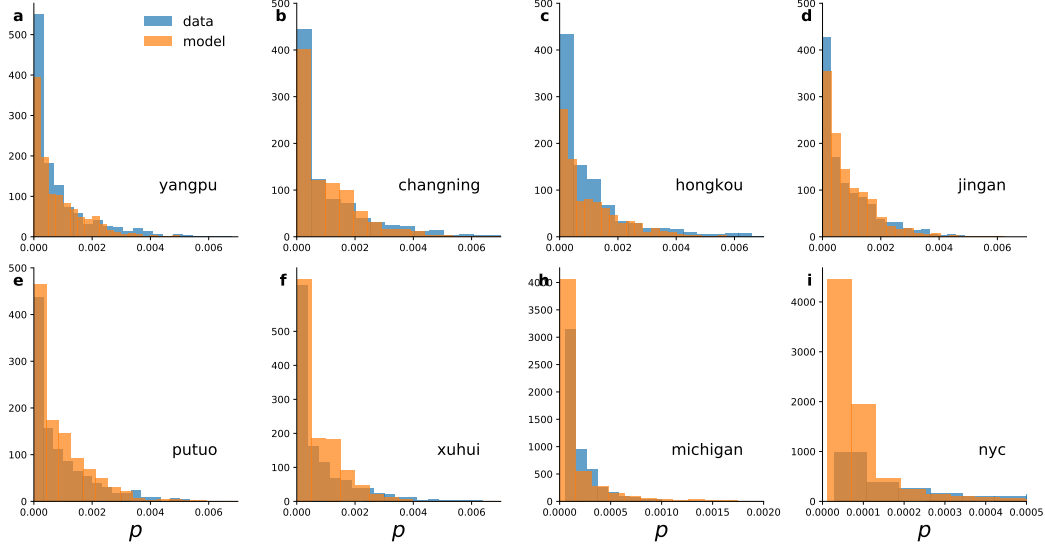 a
data
model
yangpu
500
400
300
200
100
0
0.000 0.002 0.004 0.006
b
changning
500
400
300
200
100
0
0.000 0.002 0.004 0.006
c
hongkou
500
400
300
200
100
0
0.000 0.002 0.004 0.006
d
jingan
500
400
300
200
100
0
0.000 0.002 0.004 0.006
e
putuo
500
400
300
200
100
0
0.000 0.002 0.004 0.006
p
f
xuhui
600
500
400
300
200
100
0
0.000 0.002 0.004 0.006
p
h
michigan
4000
3500
3000
2500
2000
1500
1000
500
0
0.0000 0.0005 0.0010 0.0015 0.0020
p
i
nyc
4000
3000
2000
1000
0
0.0000 0.0001 0.0002 0.0003 0.0004 0.0005
p